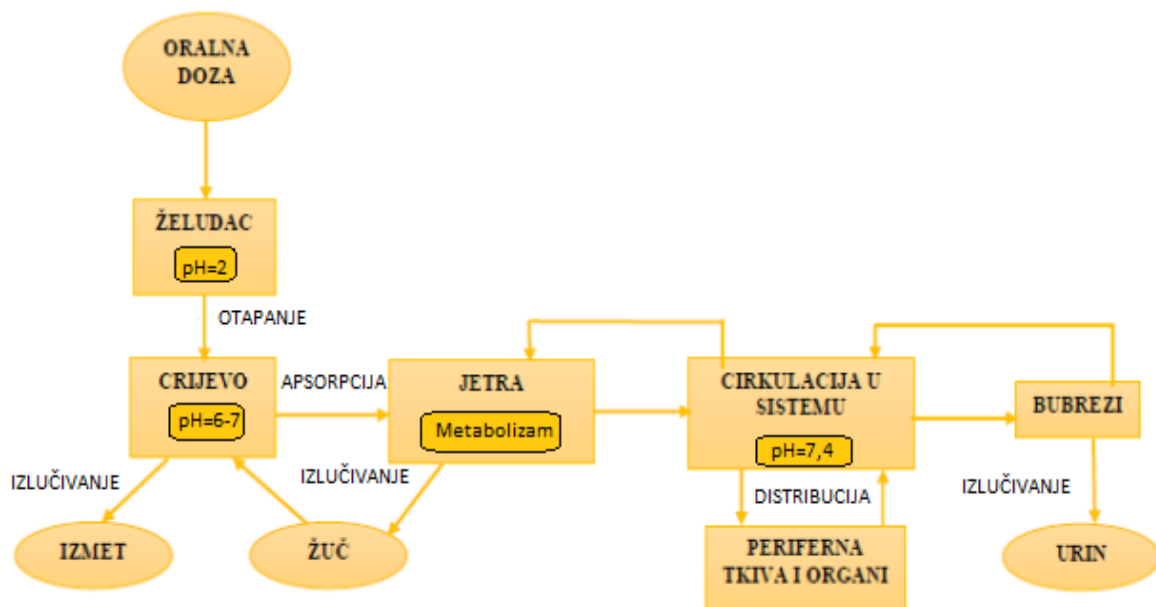 ORALNA
DOZA
ŽELUDAC
pH=2
OTAPANJE
CRIJEVO
pH=6-7
APSORPCIJA
JETRA
Metabolizam
CIRKULACIJA U
SISTEMU
pH=7,4
BUBREZI
IZLUČIVANJE
IZLUČIVANJE
DISTRIBUCIJA
IZLUČIVANJE
IZMET
ŽUČ
PERIFERNA
TKIVA I ORGANI
URIN